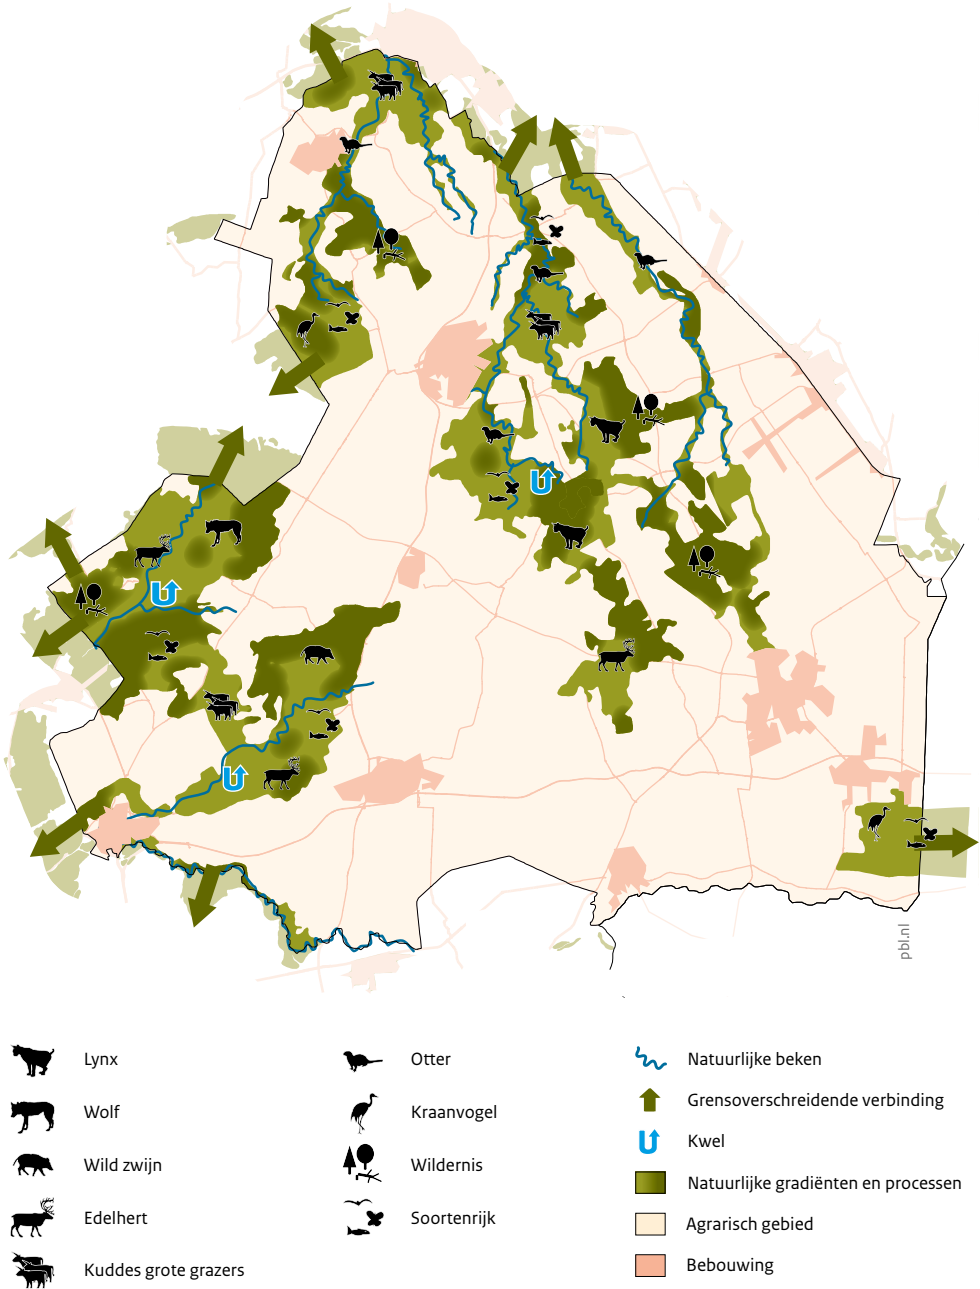 pbl.nl
Lynx
Wolf
Wild zwijn
Edelhert
Kuddes grote grazers
Otter
Kraanvogel
Wildernis
Soortenrijk
Natuurlijke beken
Grensoverschreidende verbinding
Kwel
Natuurlijke gradiënten en processen
Agrarisch gebied
Bebouwing